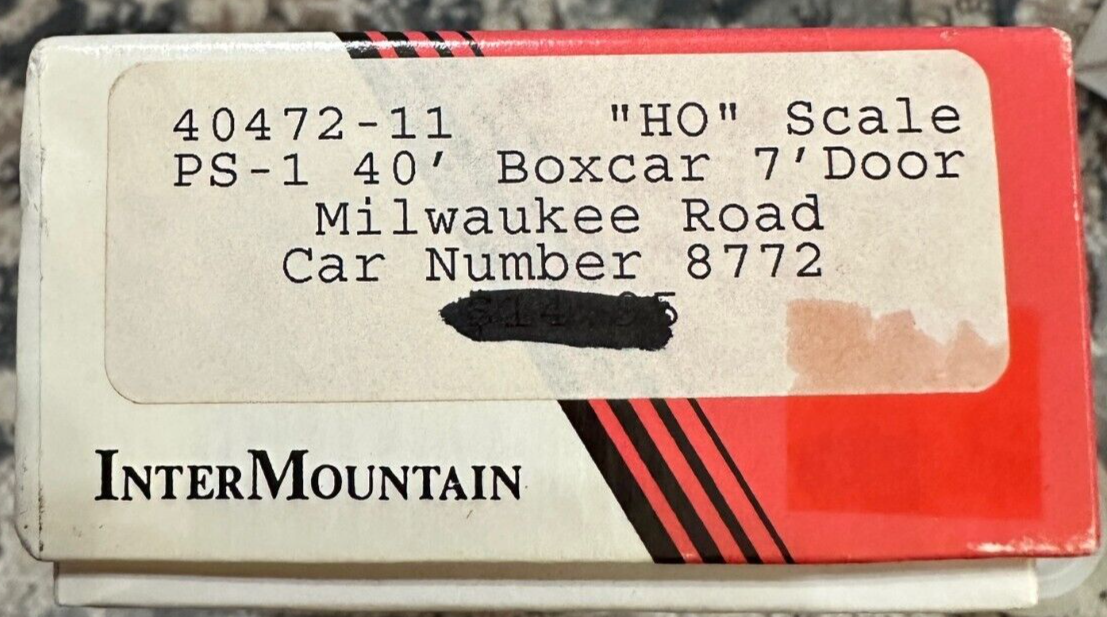 40472-11 "HO" Scale
PS-1 40' Boxcar 7'Door
Milwaukee Road
Car Number 8772
INTERMOUNTAIN